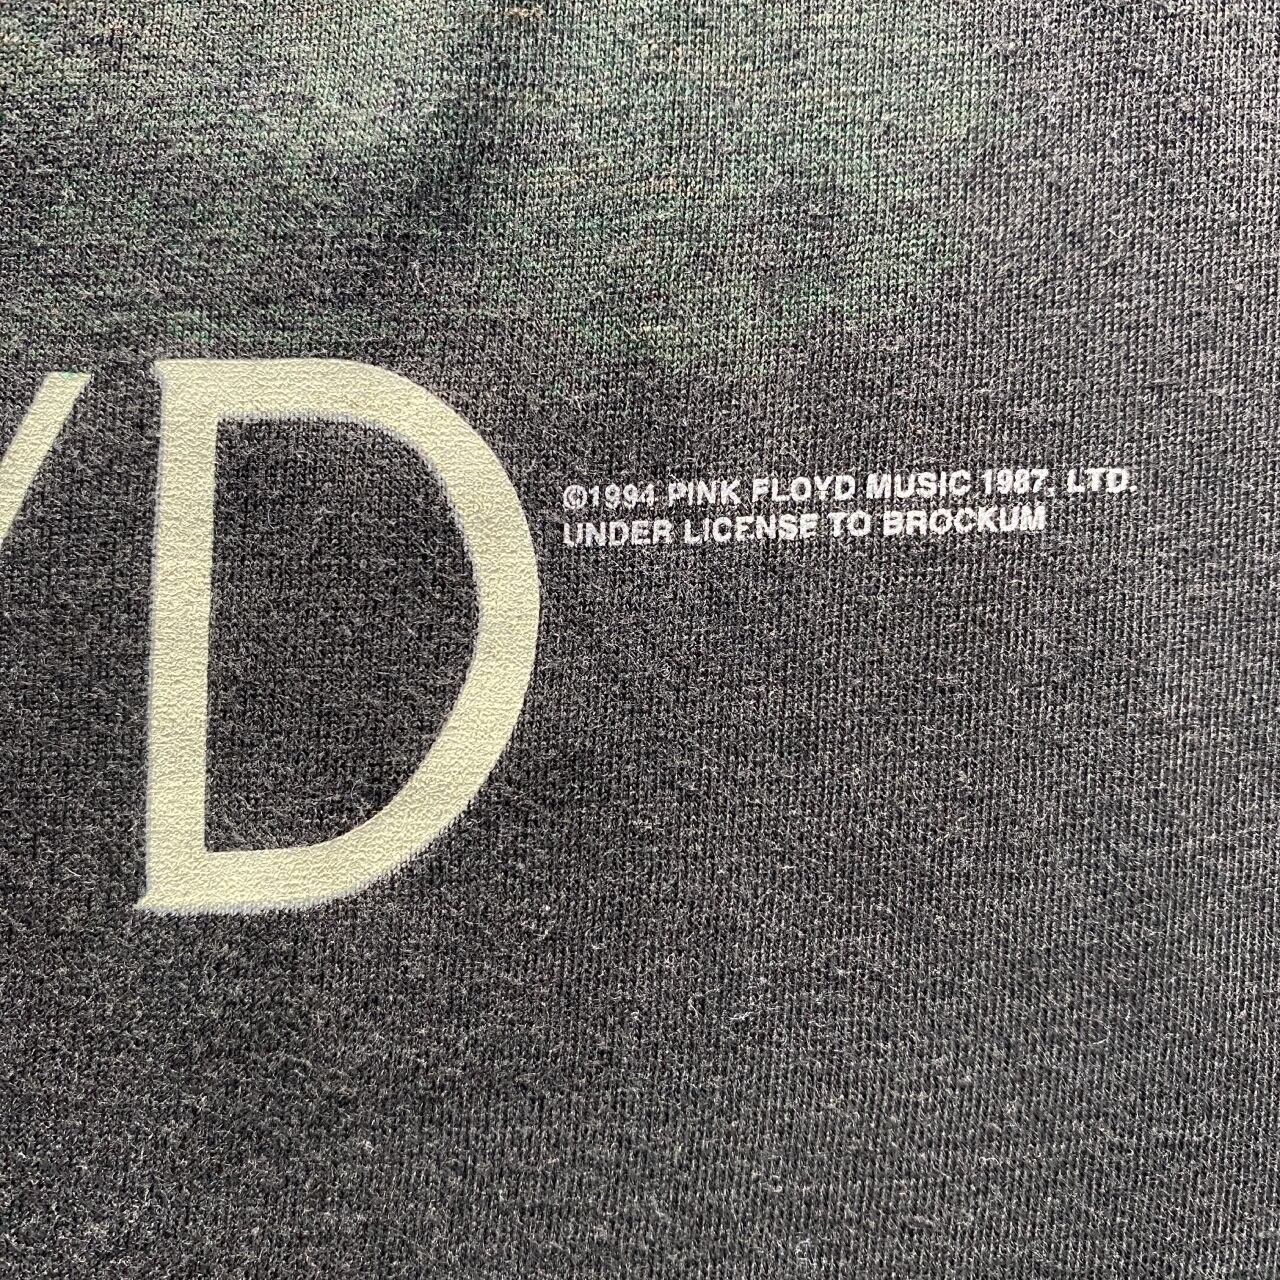 YD
©1994 PINK FLOYD MUSIC 1987, LTD.
UNDER LICENSE TO BROCKUM